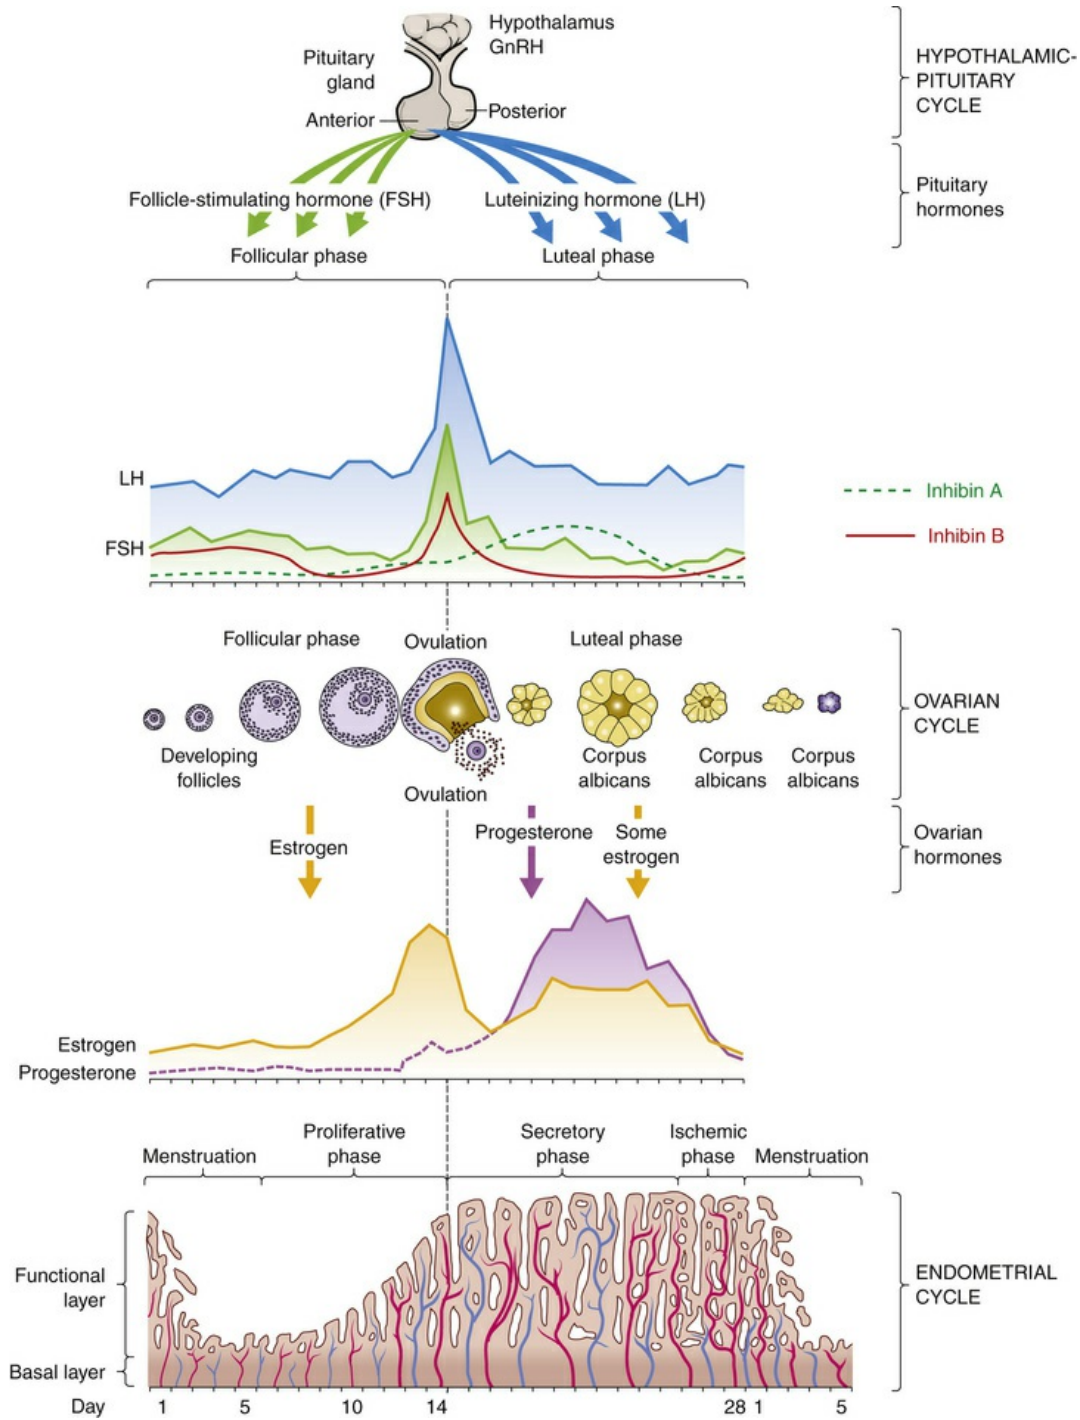 Hypothalamus
GnRH
Pituitary
gland
Anterior
Posterior
HYPOTHALAMIC-
PITUITARY
CYCLE
Follicle-stimulating hormone (FSH)
Luteinizing hormone (LH)
Pituitary
hormones
Follicular phase
Luteal phase
LH
FSH
Inhibin A
Inhibin B
Follicular phase
Ovulation
Luteal phase
Developing
follicles
Ovulation
Corpus
albicans
Corpus
albicans
Corpus
albicans
OVARIAN
CYCLE
Estrogen
Progesterone
Some
estrogen
Ovarian
hormones
Estrogen
Progesterone
Menstruation
Proliferative
phase
Secretory
phase
Ischemic
phase
Menstruation
Functional
layer
Basal layer
ENDOMETRIAL
CYCLE
Day 1 5 10 14 28 1 5